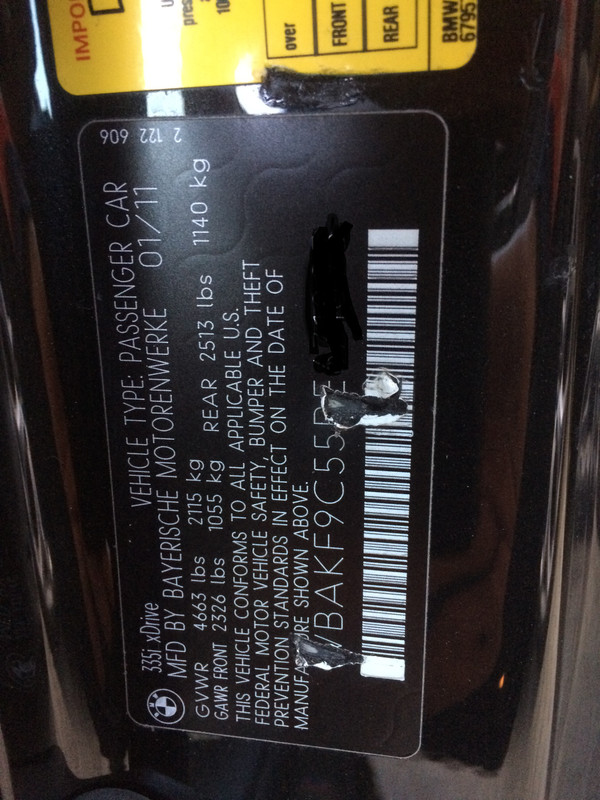 IMPO
over
FRONT
REAR
BMW
6795
2 122 606
VEHICLE TYPE: PASSENGER CAR
335i xDrive
MFD BY BAYERISCHE MOTORENWERKE 01/11
GVWR 4663 lbs 2115 kg
GAWR FRONT 2326 lbs 1055 kg REAR 2513 lbs 1140 kg
THIS VEHICLE CONFORMS TO ALL APPLICABLE U.S.
FEDERAL MOTOR VEHICLE SAFETY, BUMPER AND THEFT
PREVENTION STANDARDS IN EFFECT ON THE DATE OF
SHOWN ABOVE.
WBAKF9C55BE